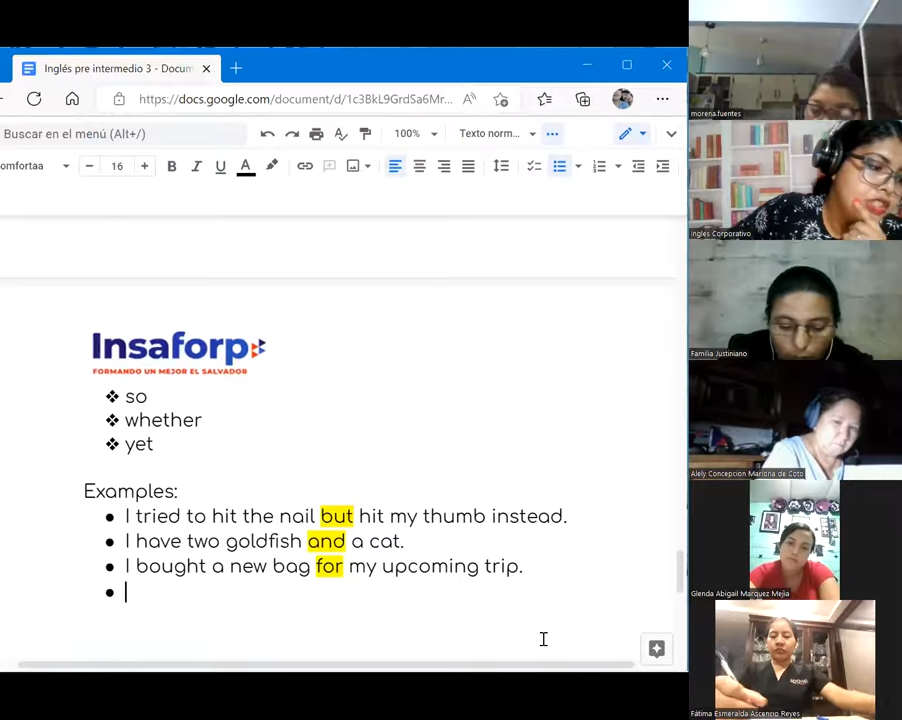 Inglés pre intermedio 3 - Docum
https://docs.google.com/document/d/1c3BkL9GrdSa6Mr...
Buscar en el menú (Alt+/)
100%
Texto norm...
omfortaa
16
B
I
U
A
Insaforp
FORMANDO UN MEJOR EL SALVADOR
❖ so
❖ whether
❖ yet
Examples:
● I tried to hit the nail but hit my thumb instead.
● I have two goldfish and a cat.
● I bought a new bag for my upcoming trip.
morena.fuentes
Ingles Corporativo
Familia Justiniano
Alely Concepcion Mariona de Coto
Glenda Abigail Marquez Mejia
Fátima Esmeralda Ascencio Reyes